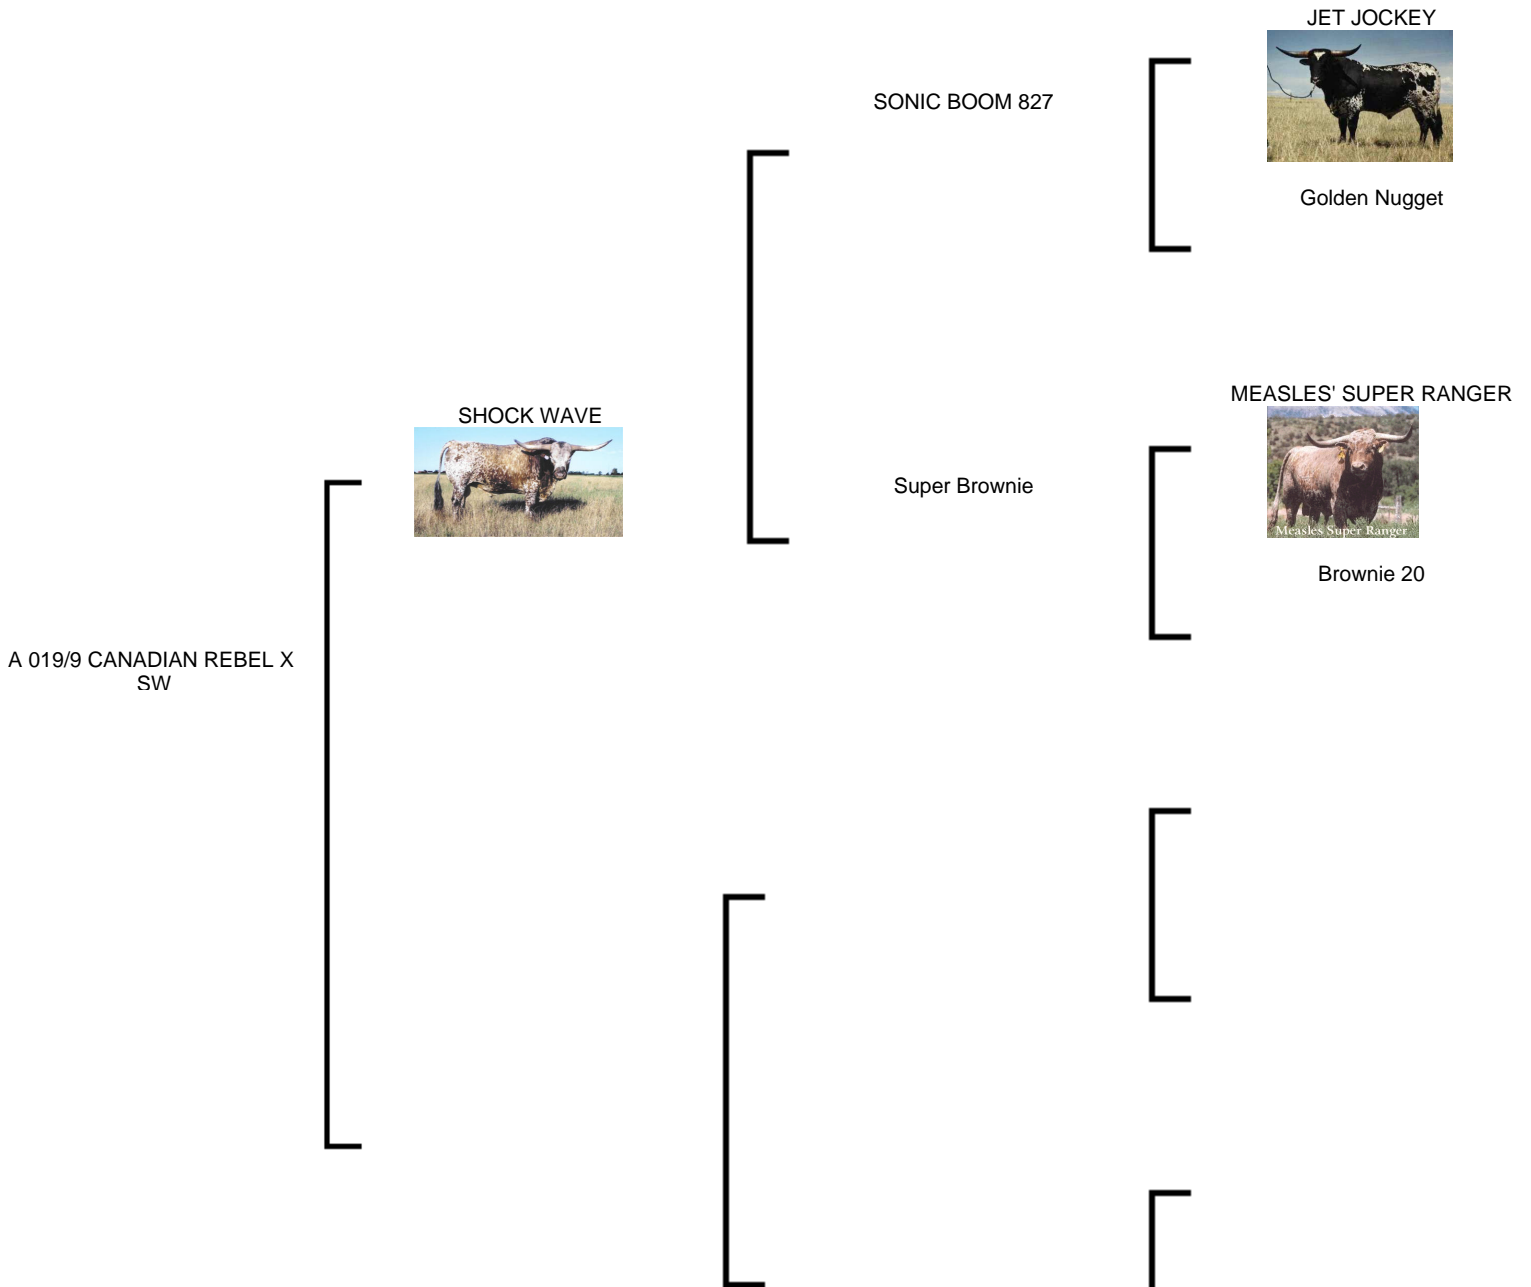 JET JOCKEY
SONIC BOOM 827
Golden Nugget
MEASLES' SUPER RANGER
SHOCK WAVE
Super Brownie
Measles Super Ranger
Brownie 20
A 019/9 CANADIAN REBEL X
SW